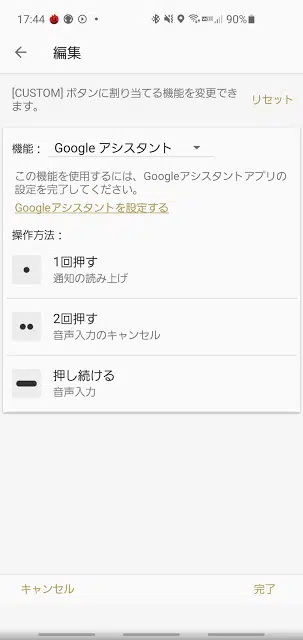 17:44
90%
編集
[CUSTOM] ボタンに割り当てる機能を変更でき
ます。
リセット
機能：
Google アシスタント
この機能を使用するには、Googleアシスタントアプリの
設定を完了してください。
Googleアシスタントを設定する
操作方法：
1回押す
通知の読み上げ
2回押す
音声入力のキャンセル
押し続ける
音声入力
キャンセル
完了